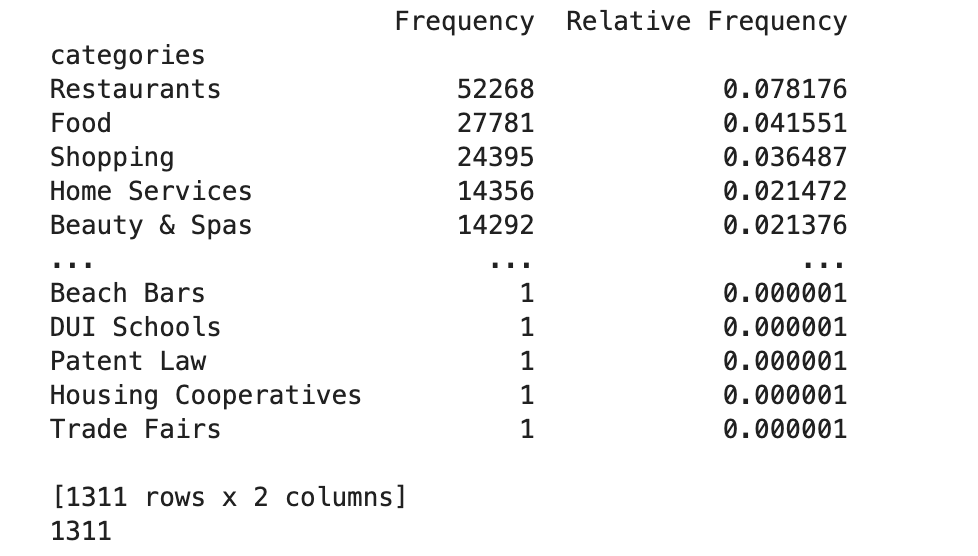 Frequency  Relative Frequency
categories
Restaurants 52268 0.078176
Food 27781 0.041551
Shopping 24395 0.036487
Home Services 14356 0.021472
Beauty & Spas 14292 0.021376
... ... ...
Beach Bars 1 0.000001
DUI Schools 1 0.000001
Patent Law 1 0.000001
Housing Cooperatives 1 0.000001
Trade Fairs 1 0.000001
[1311 rows x 2 columns]
1311